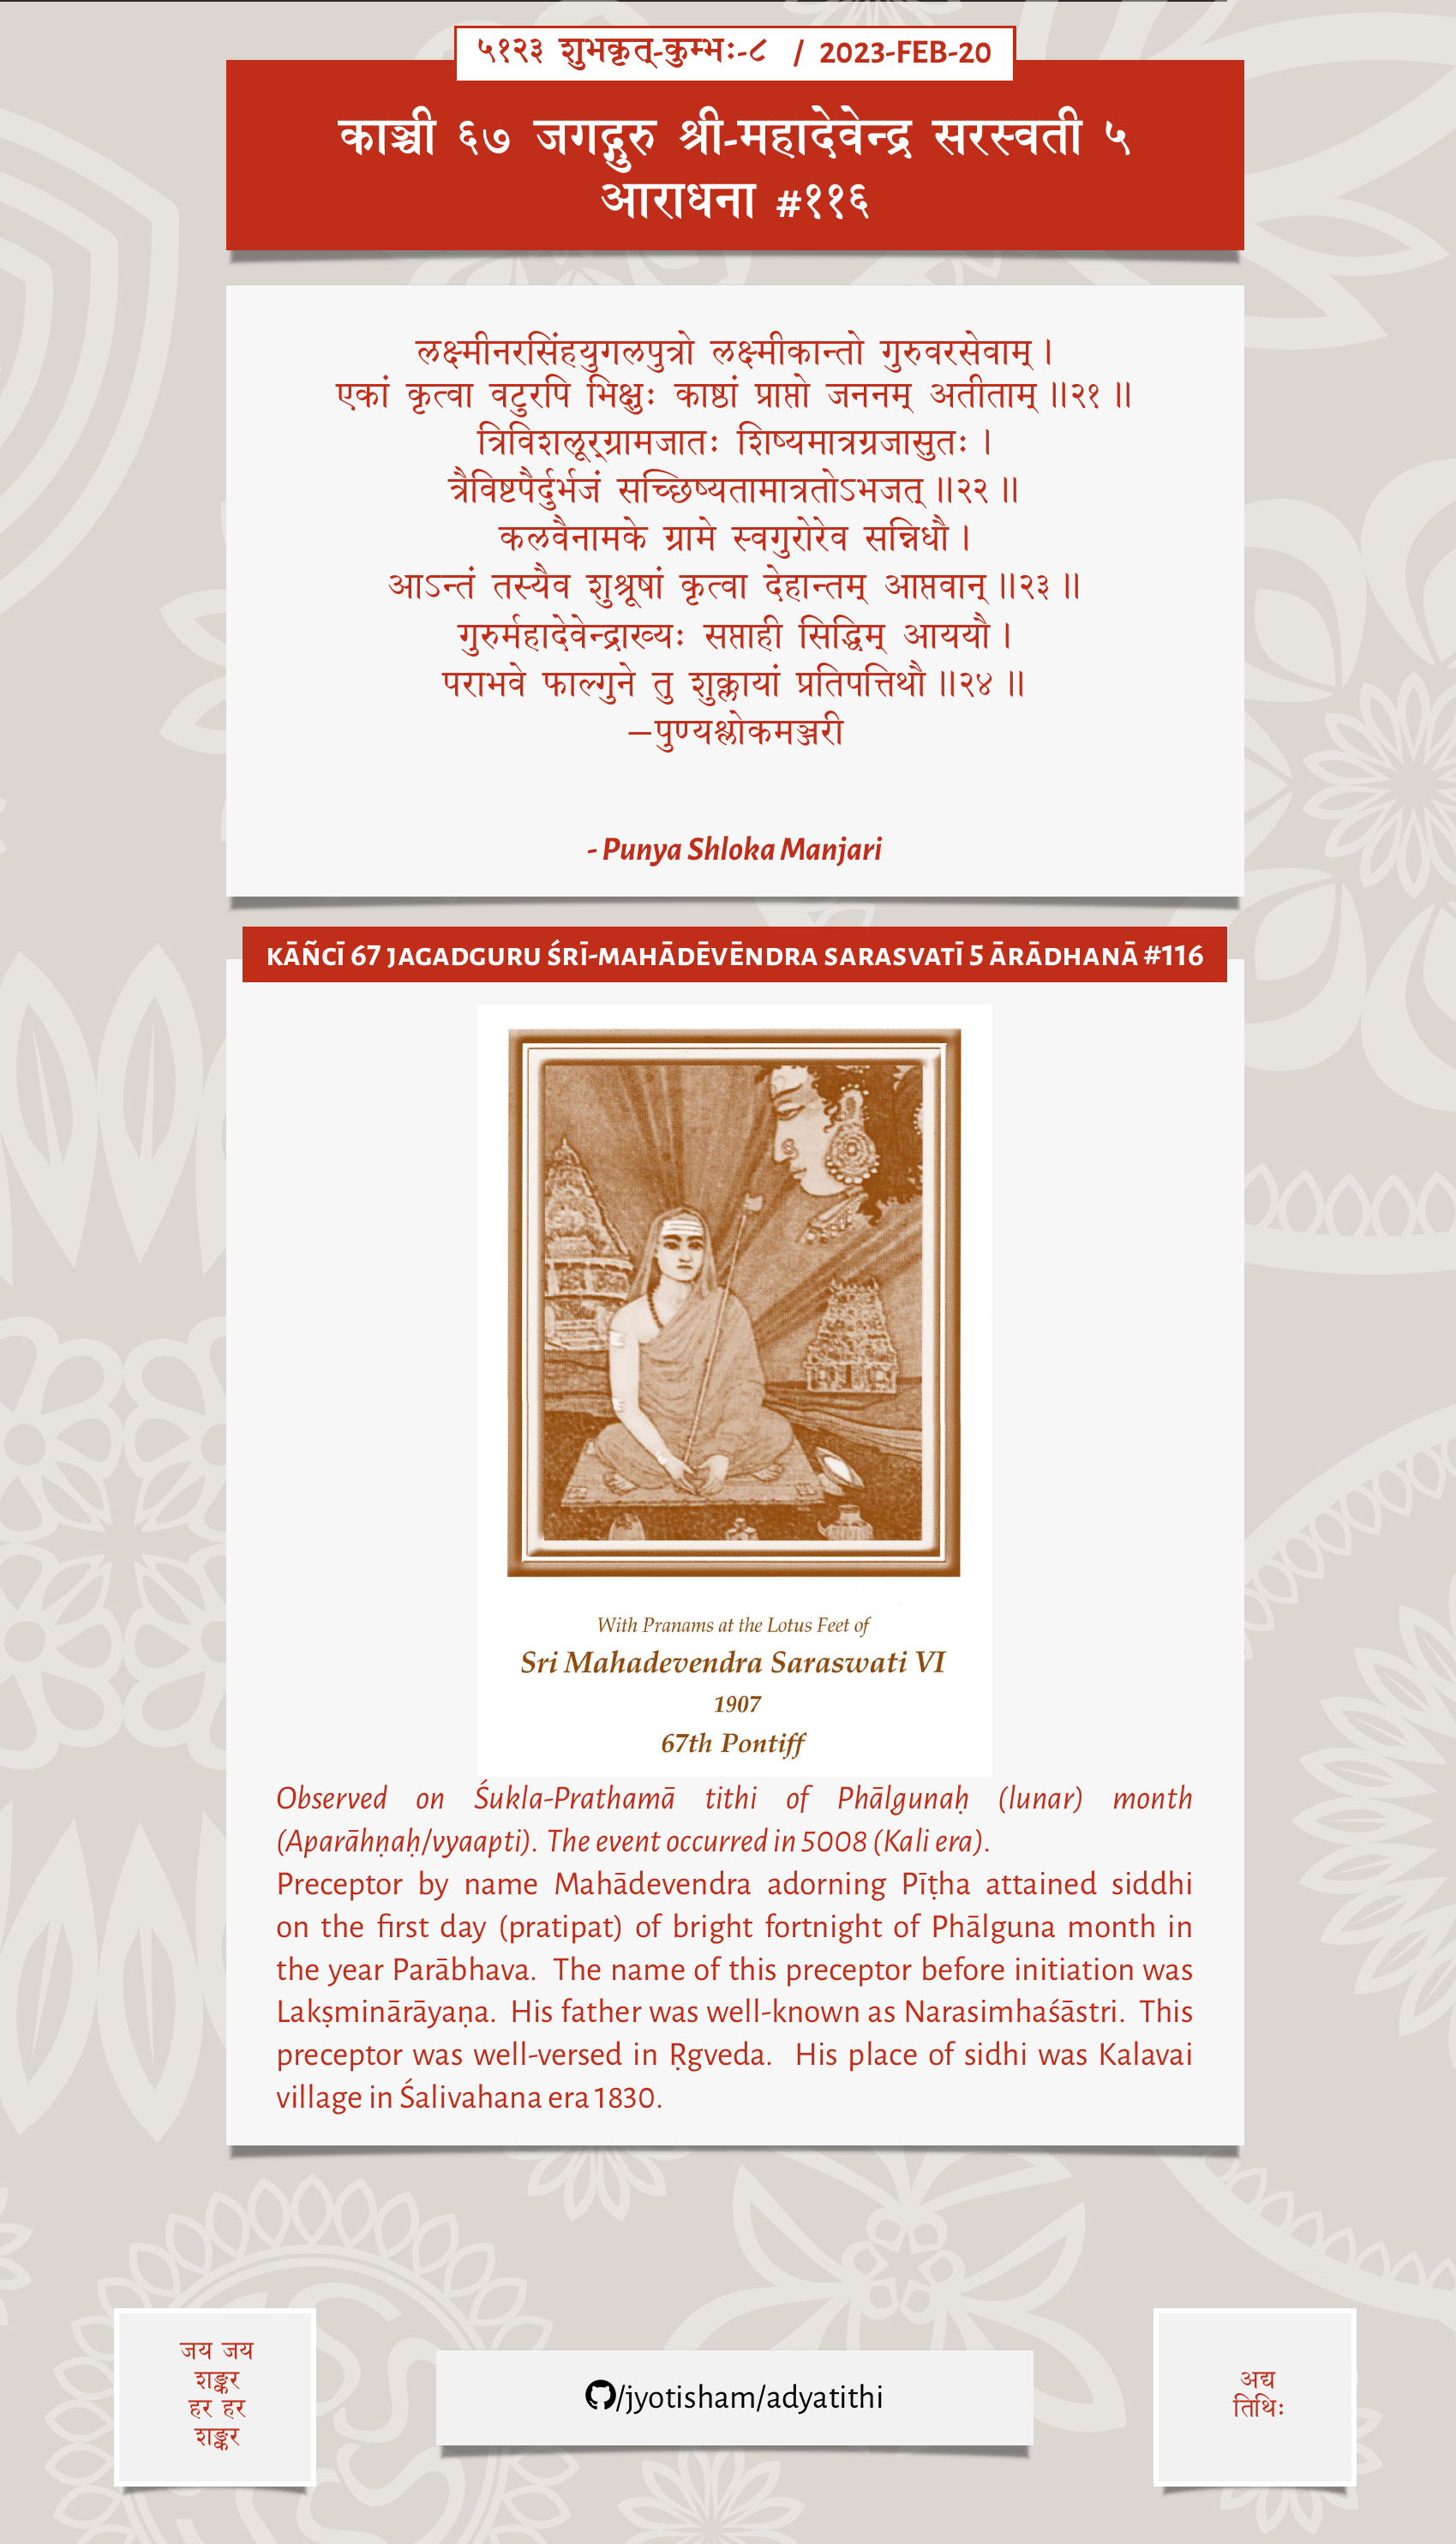 ५१२३ शुभकृत्-कुम्भः-८ / 2023-FEB-20
काञ्ची ६७ जगद्गुरु श्री-महादेवेन्द्र सरस्वती ५
आराधना #११६
लक्ष्मीनरसिंहयुगलपुत्रो लक्ष्मीकान्तो गुरुवरसेवाम्।
एकां कृत्वा वटुरपि भिक्षुः काष्ठां प्राप्तो जननम् अतीताम्॥२१॥
त्रिविशलूर्ग्रामजातः शिष्यमात्रग्रजासुतः।
त्रैविष्टपैर्दुर्भजं सच्छिष्यतामात्रतोऽभजत्॥२२॥
कलवैनामके ग्रामे स्वगुरोरेव सन्निधौ।
आऽन्तं तस्यैव शुश्रूषां कृत्वा देहान्तम् आप्तवान्॥२३॥
गुरुर्महादेवेन्द्राख्यः सप्ताही सिद्धिम् आययौ।
पराभवे फाल्गुने तु शुक्लायां प्रतिपत्तिथौ॥२४॥
—पुण्यश्लोकमञ्जरी
- Punya Shloka Manjari
KĀÑCĪ 67 JAGADGURU ŚRĪ-MAHĀDĒVĒNDRA SARASVATĪ 5 ĀRĀDHANĀ #116
With Pranams at the Lotus Feet of
Sri Mahadevendra Saraswati VI
1907
67th Pontiff
Observed on Śukla-Prathamā tithi of Phālgunaḥ (lunar) month
(Aparāhṇaḥ/vyaapti). The event occurred in 5008 (Kali era).
Preceptor by name Mahādevendra adorning Pīṭha attained siddhi
on the first day (pratipat) of bright fortnight of Phālguna month in
the year Parābhava. The name of this preceptor before initiation was
Lakṣminārāyaṇa. His father was well-known as Narasimhaśāstri. This
preceptor was well-versed in Ṛgveda. His place of sidhi was Kalavai
village in Śalivahana era 1830.
जय जय
शङ्कर
हर हर
शङ्कर
/jyotisham/adyatithi
अद्य
तिथिः